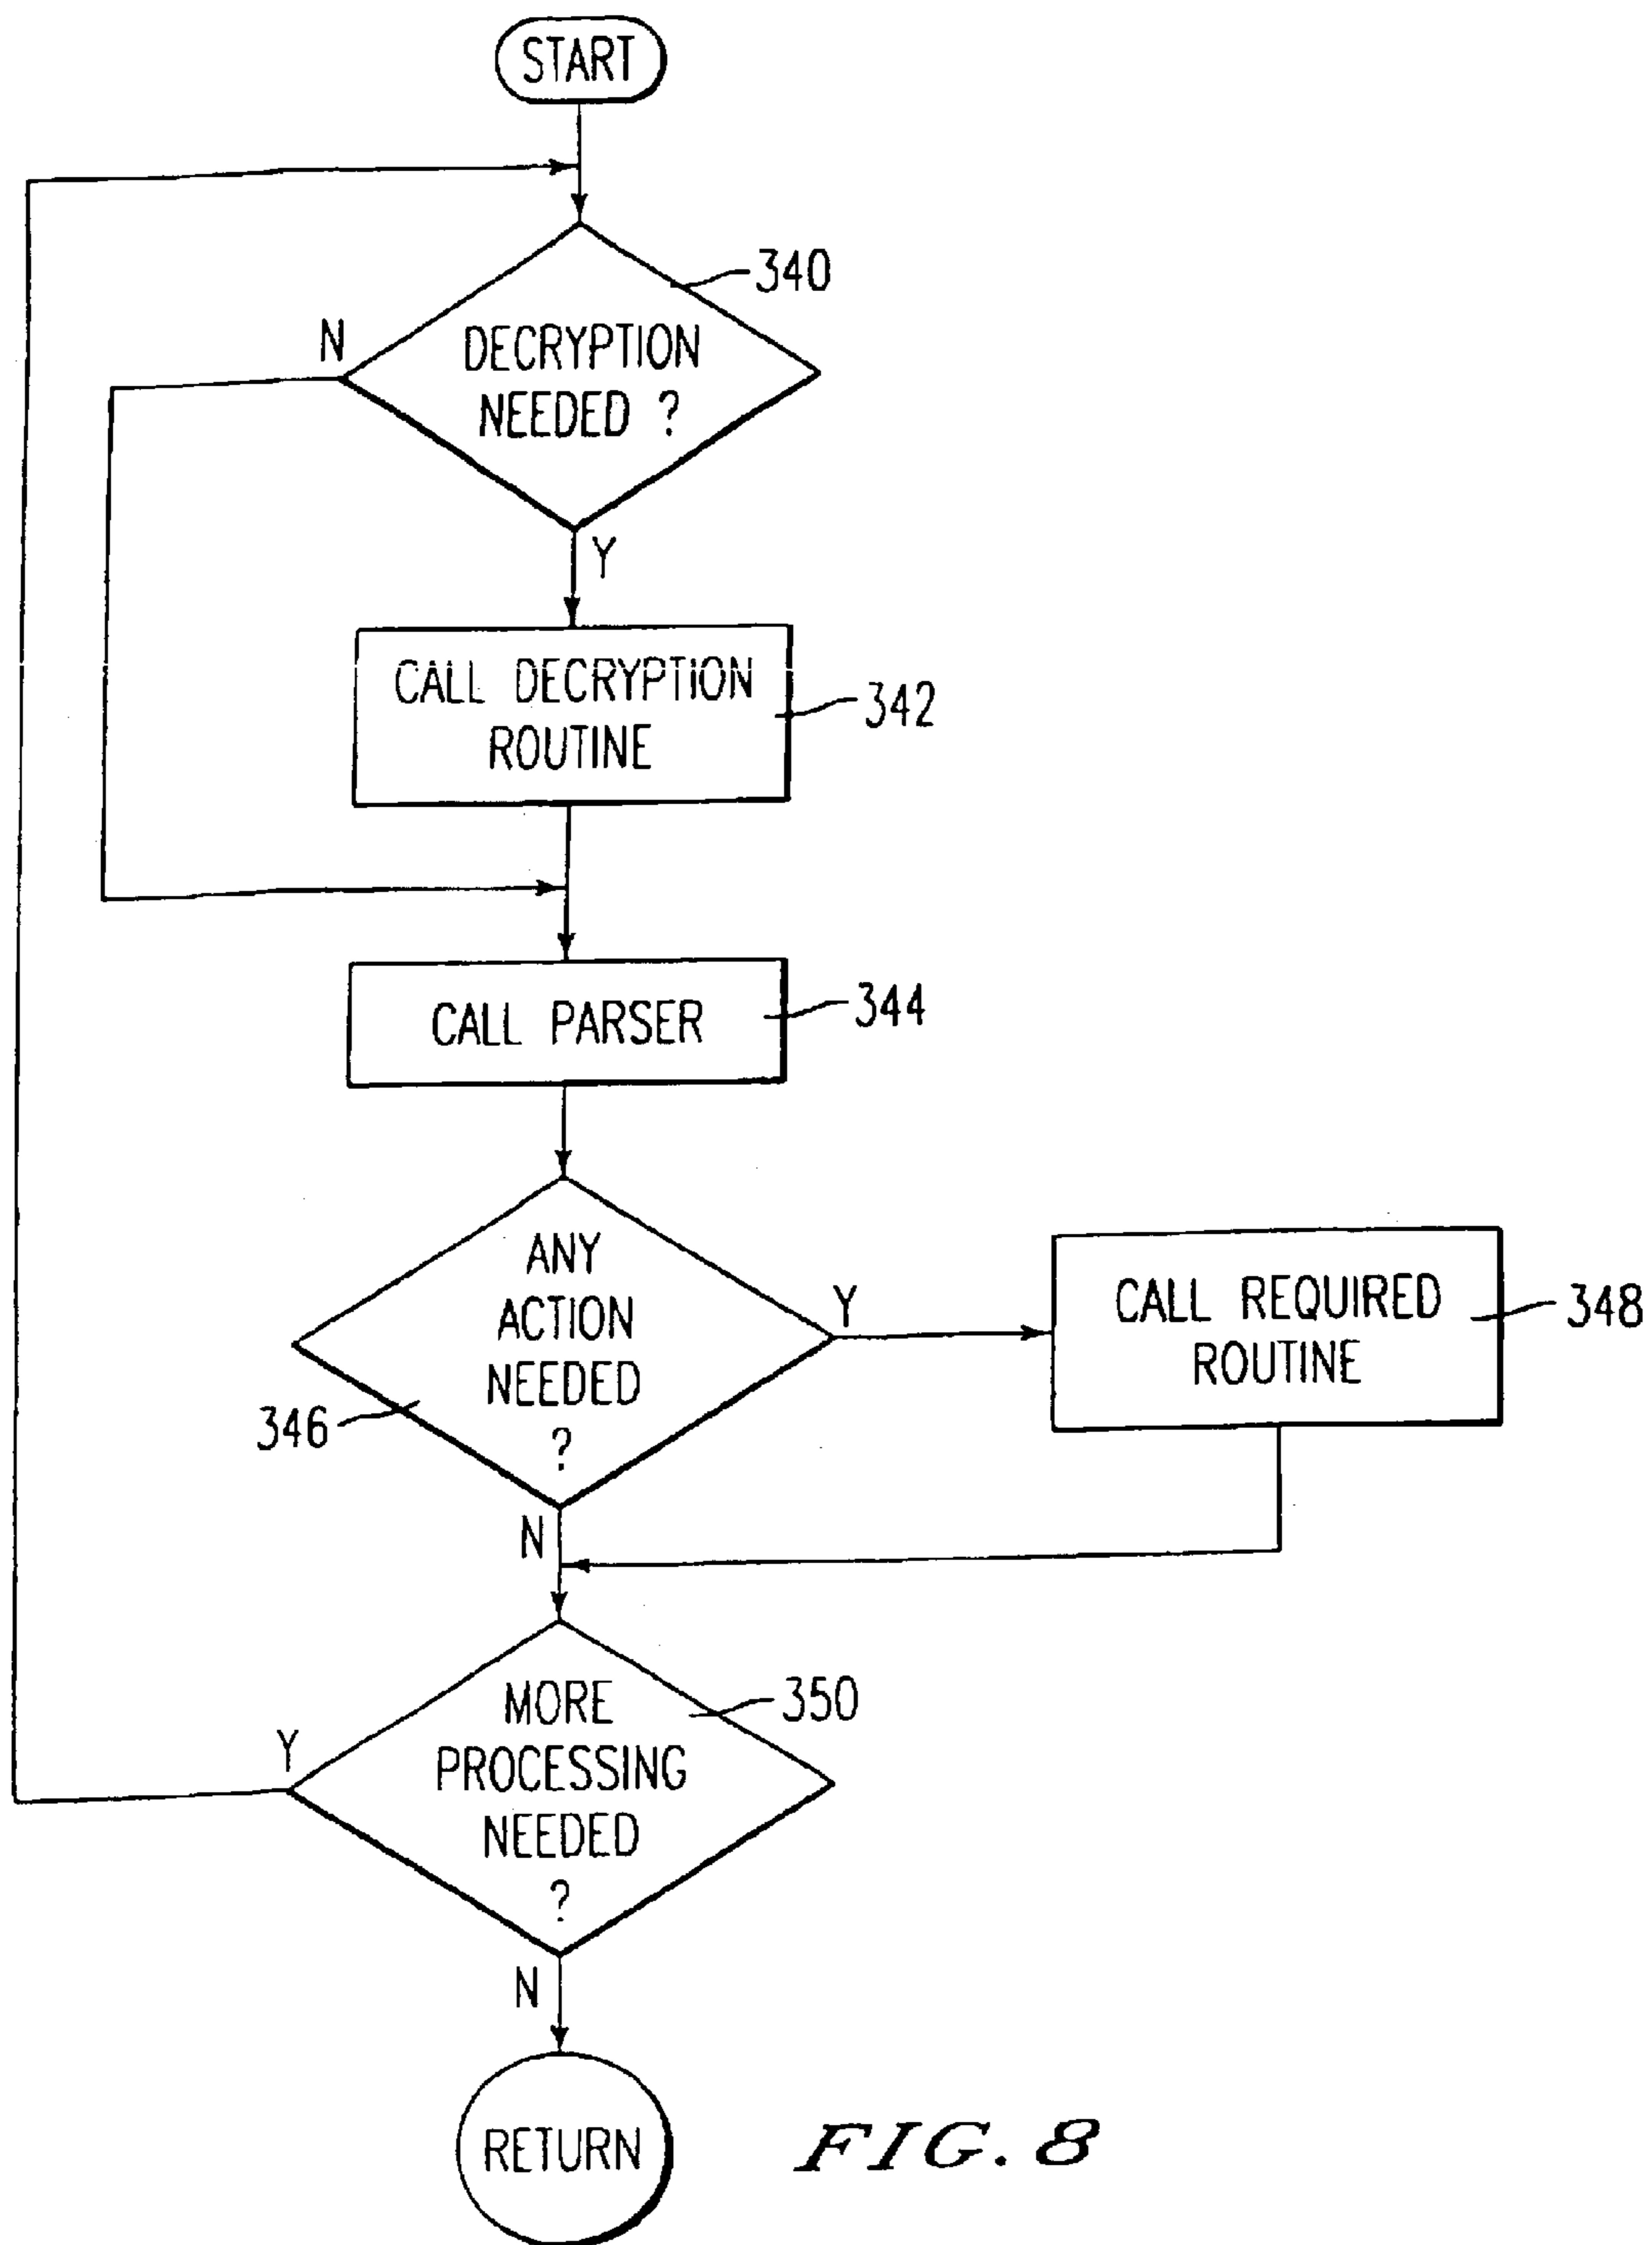 START
340
N
DECRYPTION
NEEDED ?
Y
CALL DECRYPTION
ROUTINE
342
CALL PARSER
344
ANY
ACTION
NEEDED
?
346
Y
CALL REQUIRED
ROUTINE
348
N
MORE
PROCESSING
NEEDED
?
350
Y
N
RETURN
FIG. 8